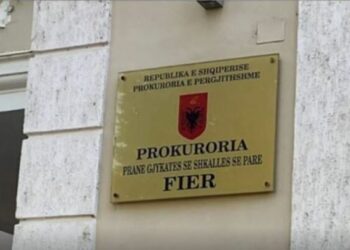 REPUBLIKA E SHQIPERISE
PROKURORIA E PERGJITHSHME
PROKURORIA
PRANE GJYKATES SE SHKALLES SE PARE
FIER